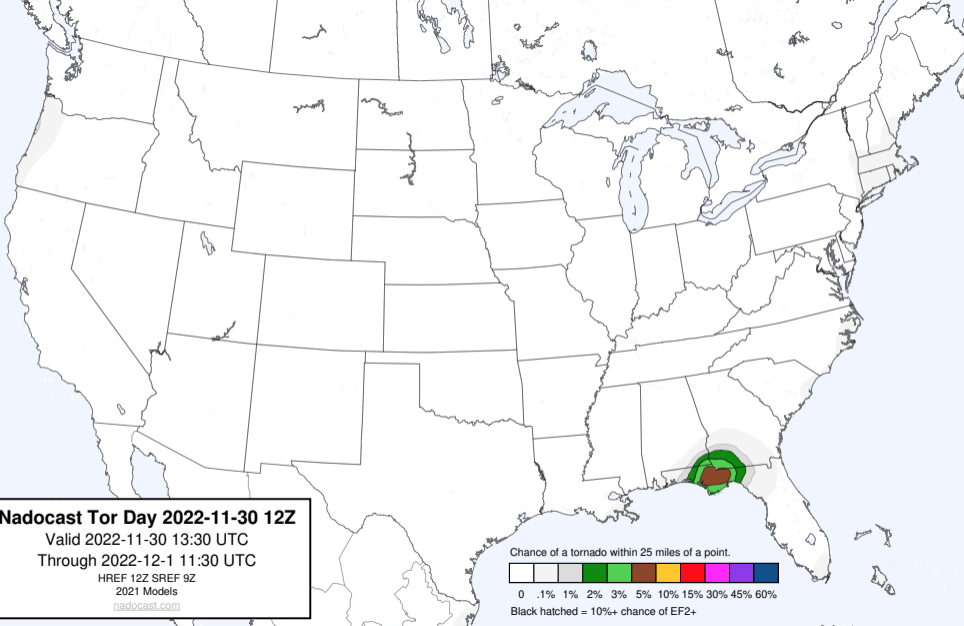 Nadocast Tor Day 2022-11-30 12Z
Valid 2022-11-30 13:30 UTC
Through 2022-12-1 11:30 UTC
HREF 12Z SREF 9Z
2021 Models
nadocast.com
Chance of a tornado within 25 miles of a point.
0 .1% 1% 2% 3% 5% 10% 15% 30% 45% 60%
Black hatched = 10%+ chance of EF2+